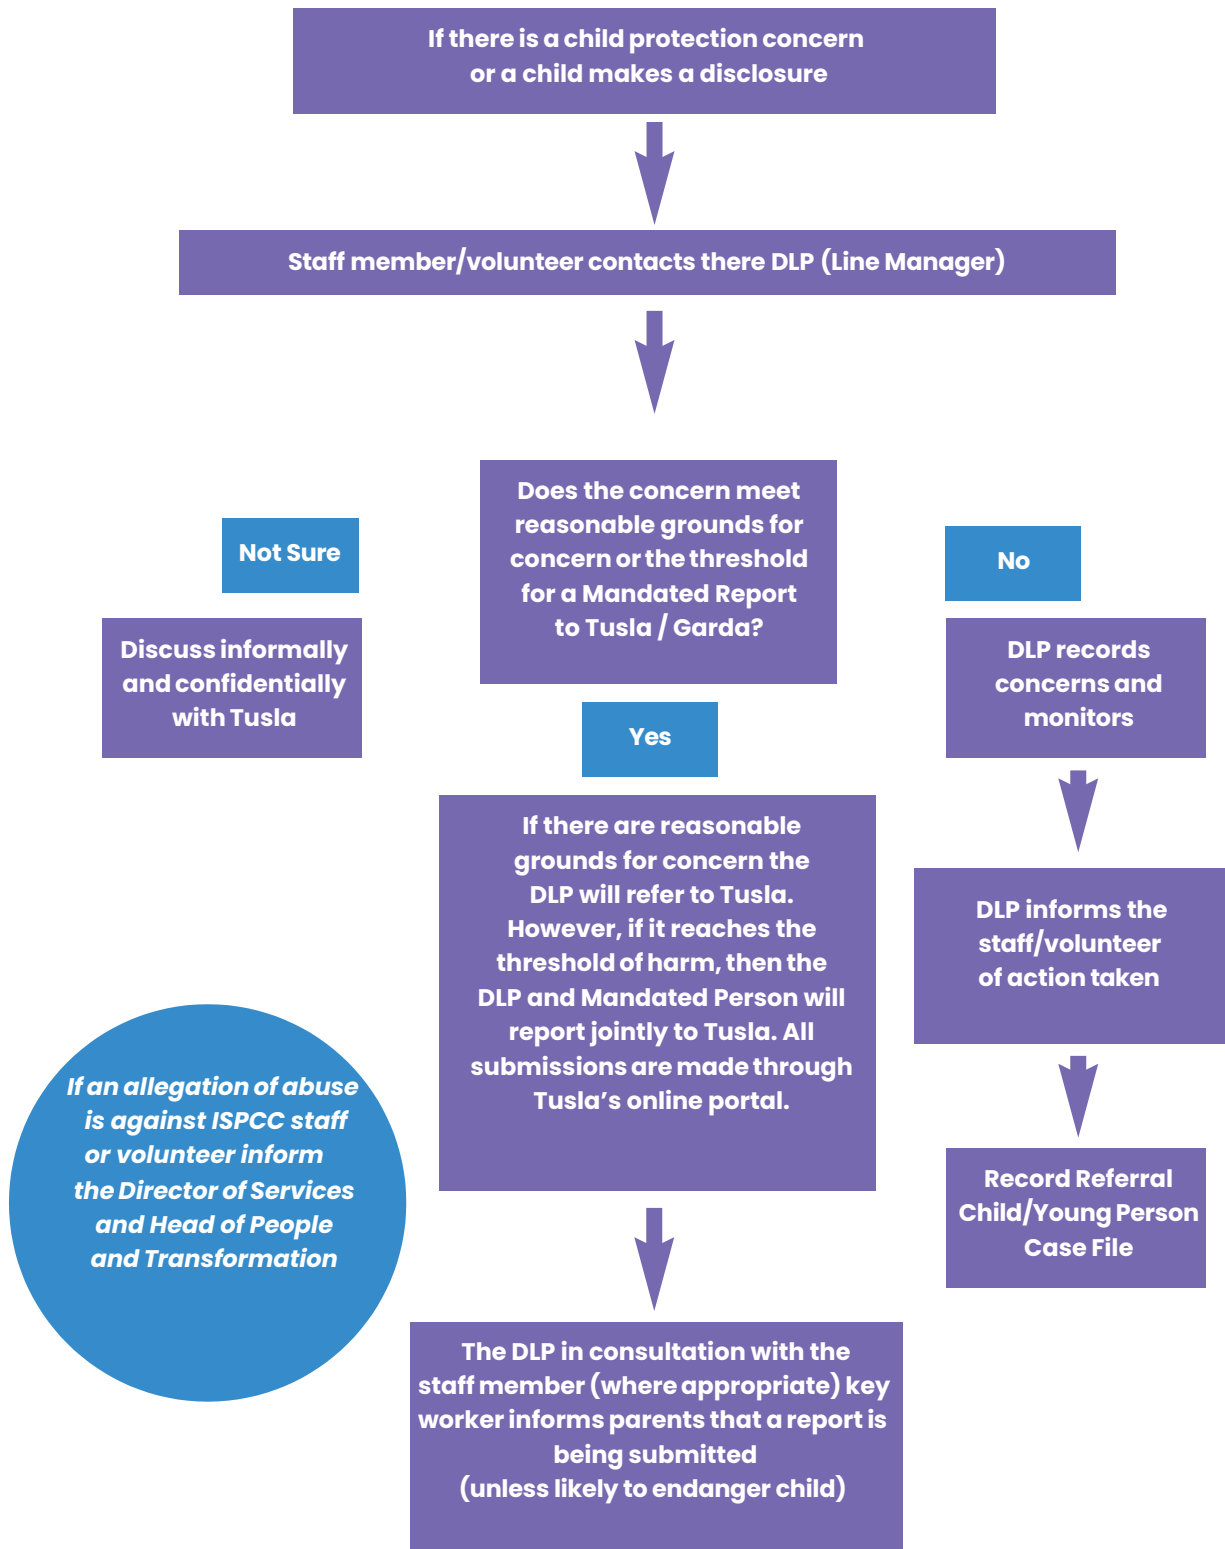 If there is a child protection concern
or a child makes a disclosure
Staff member/volunteer contacts there DLP (Line Manager)
Does the concern meet
reasonable grounds for
concern or the threshold
for a Mandated Report
to Tusla / Garda?
Not Sure
Discuss informally
and confidentially
with Tusla
Yes
If there are reasonable
grounds for concern the
DLP will refer to Tusla.
However, if it reaches the
threshold of harm, then the
DLP and Mandated Person will
report jointly to Tusla. All
submissions are made through
Tusla’s online portal.
The DLP in consultation with the
staff member (where appropriate) key
worker informs parents that a report is
being submitted
(unless likely to endanger child)
No
DLP records
concerns and
monitors
DLP informs the
staff/volunteer
of action taken
Record Referral
Child/Young Person
Case File
If an allegation of abuse
is against ISPCC staff
or volunteer inform
the Director of Services
and Head of People
and Transformation